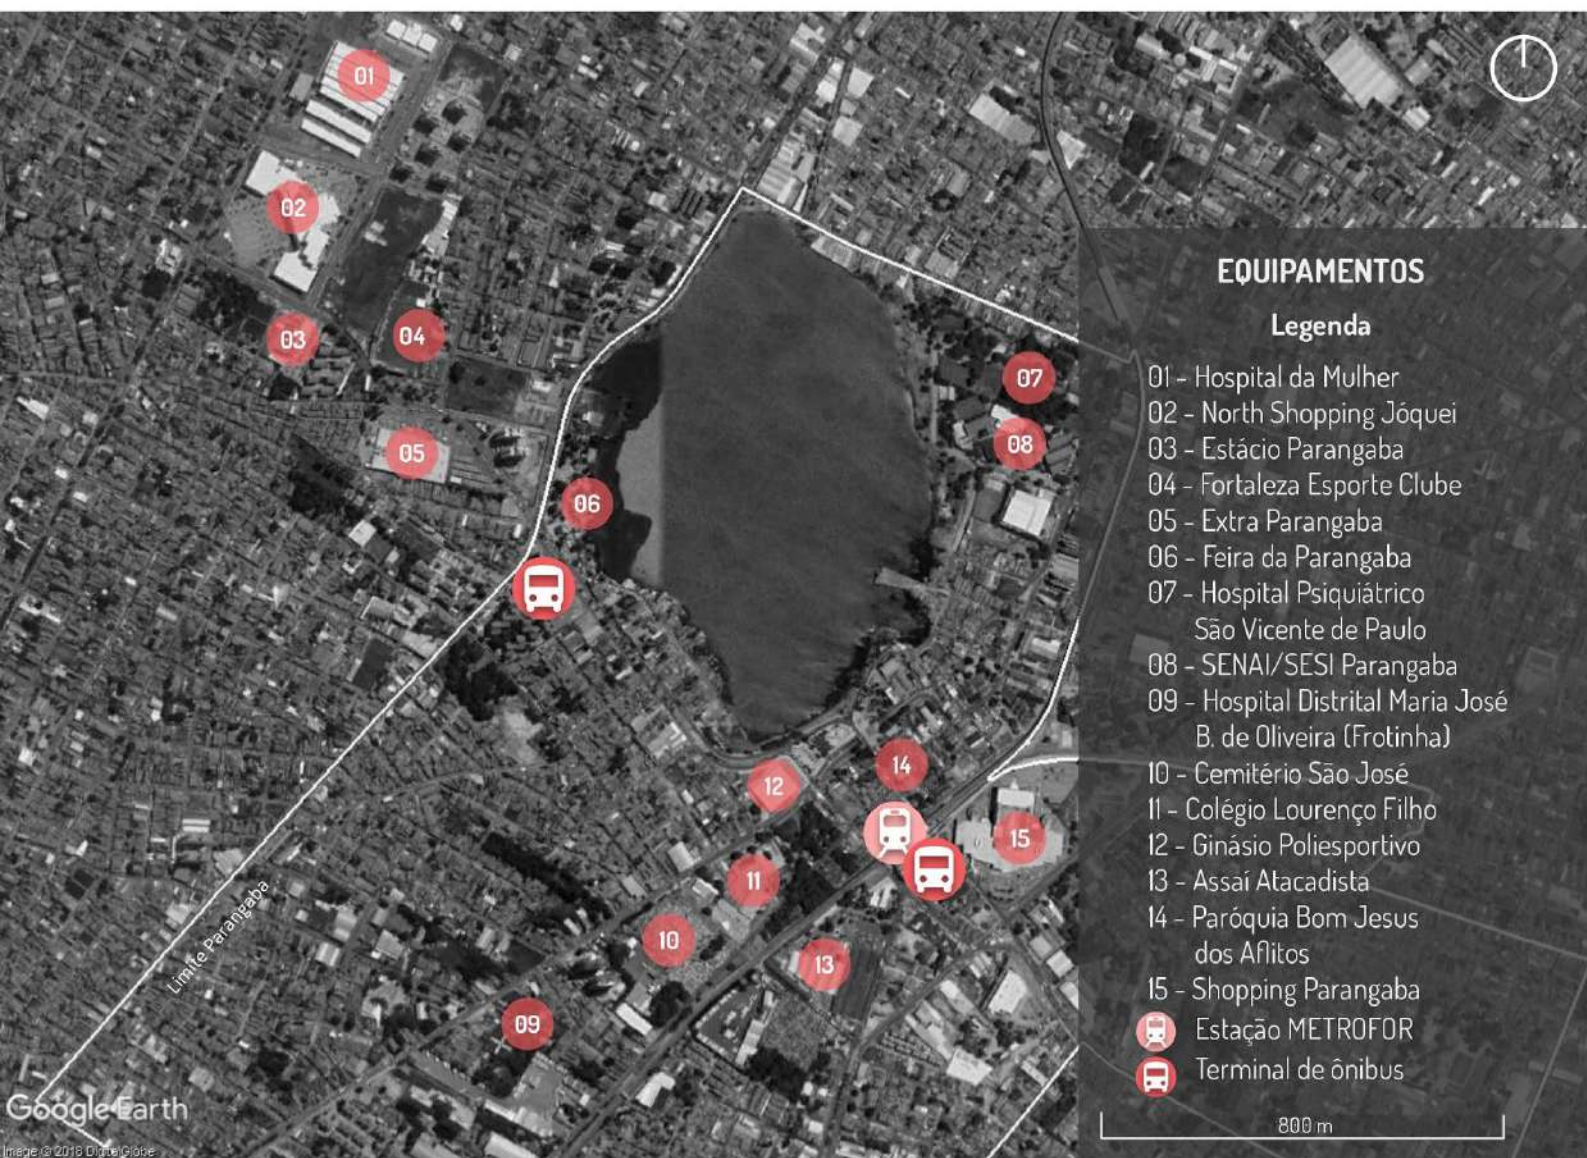 01
02
03
04
05
06
07
08
09
10
11
12
13
14
15
Limite Parangaba
EQUIPAMENTOS
Legenda
01 - Hospital da Mulher
02 - North Shopping Jóquei
03 - Estácio Parangaba
04 - Fortaleza Esporte Clube
05 - Extra Parangaba
06 - Feira da Parangaba
07 - Hospital Psiquiátrico
São Vicente de Paulo
08 - SENAI/SESI Parangaba
09 - Hospital Distrital Maria José
B. de Oliveira (Frotinha)
10 - Cemitério São José
11 - Colégio Lourenço Filho
12 - Ginásio Poliesportivo
13 - Assaí Atacadista
14 - Paróquia Bom Jesus
dos Aflitos
15 - Shopping Parangaba
Estação METROFOR
Terminal de ônibus
800 m
Google Earth
Image © 2018 DigitalGlobe